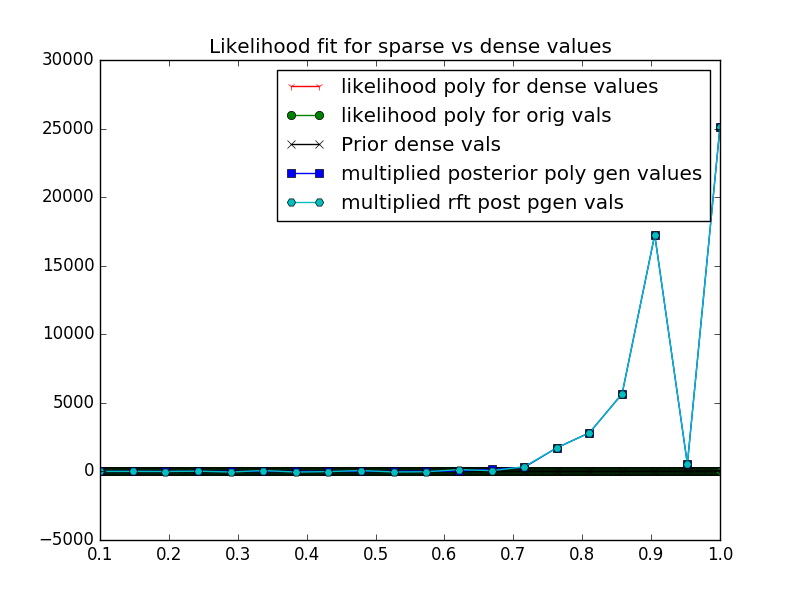 Likelihood fit for sparse vs dense values
30000
25000
20000
15000
10000
5000
0
−5000
likelihood poly for dense values
likelihood poly for orig vals
Prior dense vals
multiplied posterior poly gen values
multiplied rft post pgen vals
0.1 0.2 0.3 0.4 0.5 0.6 0.7 0.8 0.9 1.0